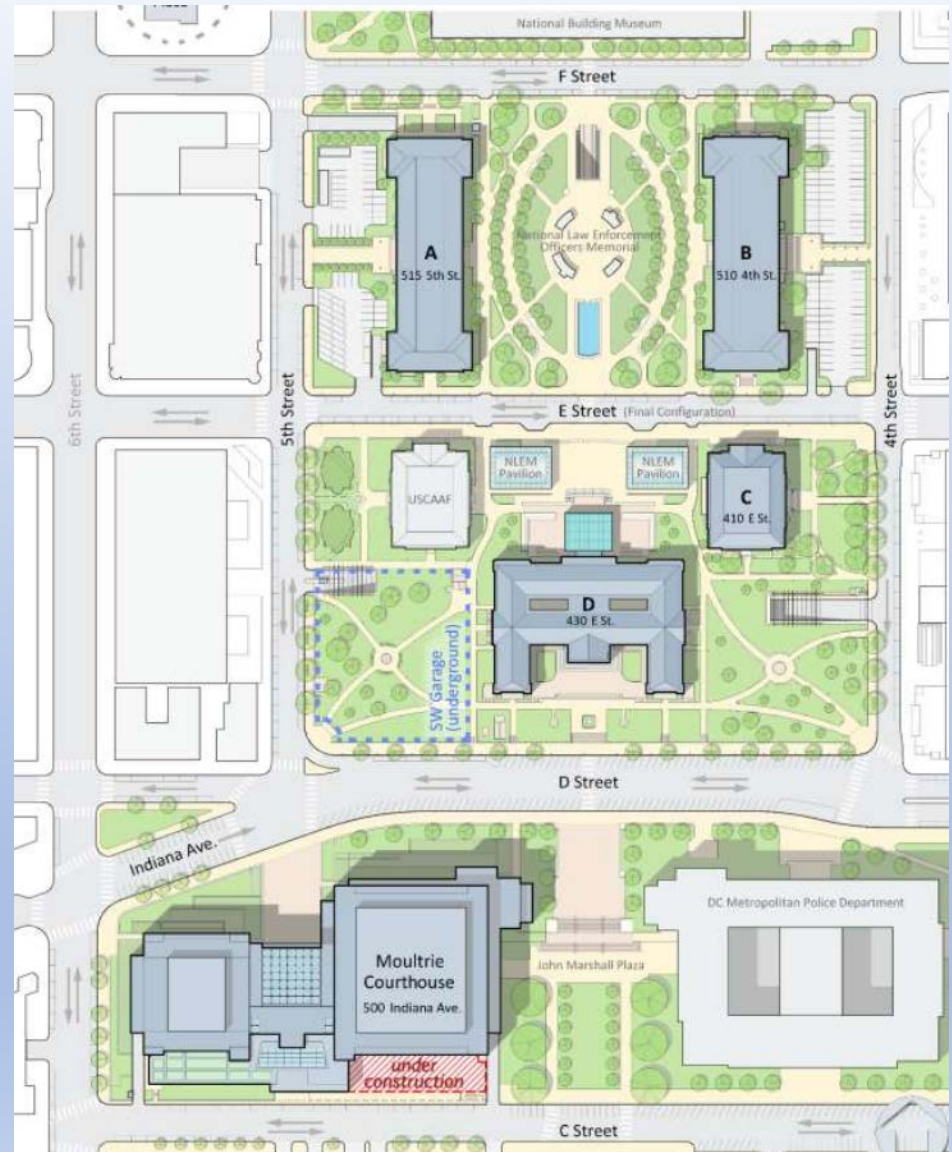 National Building Museum
F Street
National Law Enforcement
Officers Memorial
A
515 5th St.
B
510 4th St.
6th Street
5th Street
4th Street
E Street (Final Configuration)
USCAAF
NLEM
Pavilion
NLEM
Pavilion
C
410 E St.
D
430 E St.
SW Garage
(underground)
D Street
Indiana Ave.
DC Metropolitan Police Department
John Marshall Plaza
Moultrie
Courthouse
500 Indiana Ave.
under
construction
C Street